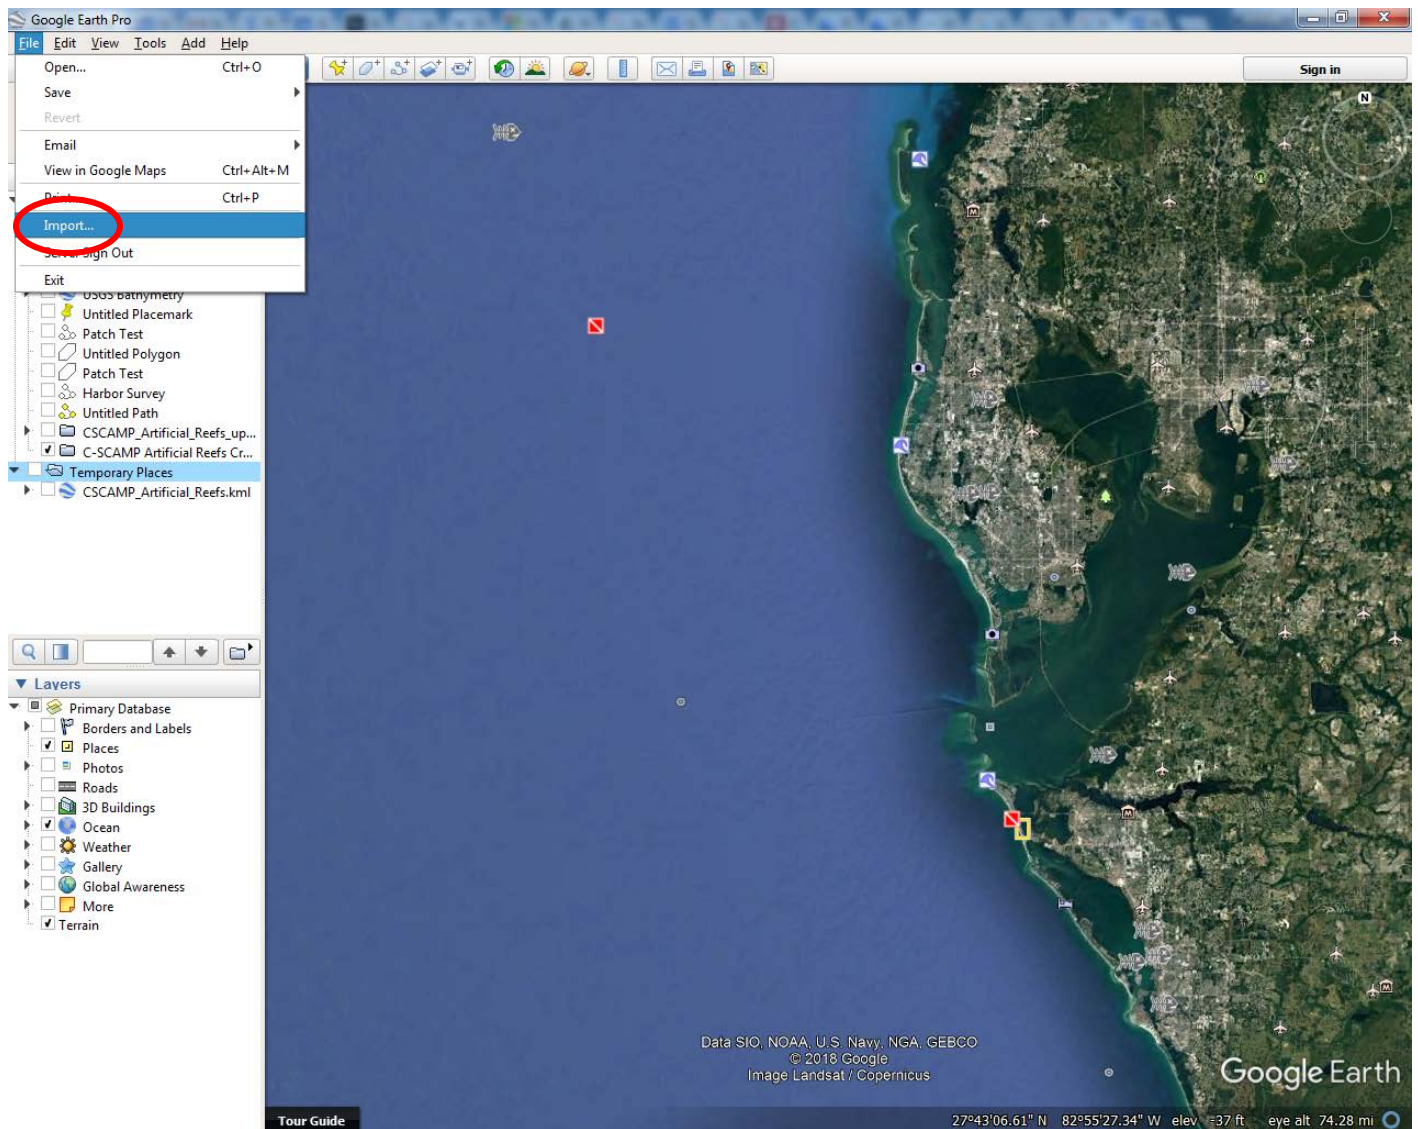 Google Earth Pro
File Edit View Tools Add Help
Open... Ctrl+O
Save
Revert
Email
View in Google Maps Ctrl+Alt+M
Print... Ctrl+P
Import...
Server Sign Out
Exit
Sign in
N
USGS Bathymetry
Untitled Placemark
Patch Test
Untitled Polygon
Patch Test
Harbor Survey
Untitled Path
CSCAMP_Artificial_Reefs_up...
C-SCAMP Artificial Reefs Cr...
Temporary Places
CSCAMP_Artificial_Reefs.kml
Layers
Primary Database
Borders and Labels
Places
Photos
Roads
3D Buildings
Ocean
Weather
Gallery
Global Awareness
More
Terrain
Data SIO, NOAA, U.S. Navy, NGA, GEBCO
© 2018 Google
Image Landsat / Copernicus
Google Earth
Tour Guide
27°43'06.61" N 82°55'27.34" W elev -37 ft eye alt 74.28 mi